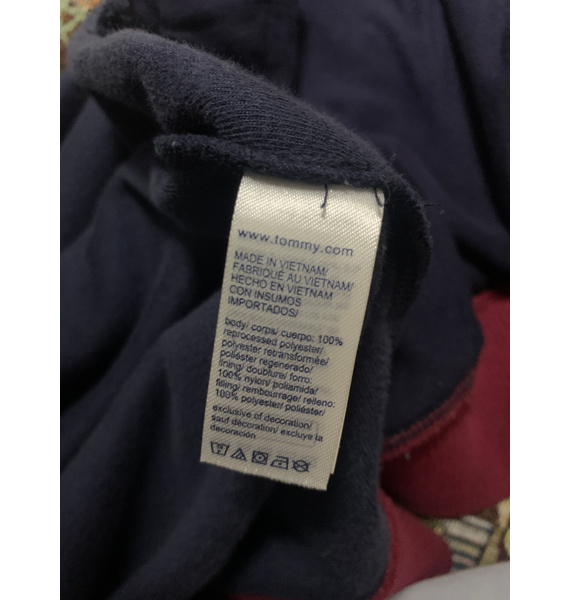 www.tommy.com
MADE IN VIETNAM/
FABRIQUÉ AU VIETNAM/
HECHO EN VIETNAM
CON INSUMOS
IMPORTADOS/
body/ corps/ cuerpo: 100%
reprocessed polyester/
polyester retransformée/
poliéster regenerado/
lining/ doublure/ forro:
100% nylon/ poliamida/
filling/ rembourrage/ relleno:
100% polyester/ poliéster/
exclusive of decoration/
sauf décoration/ excluye la
decoración